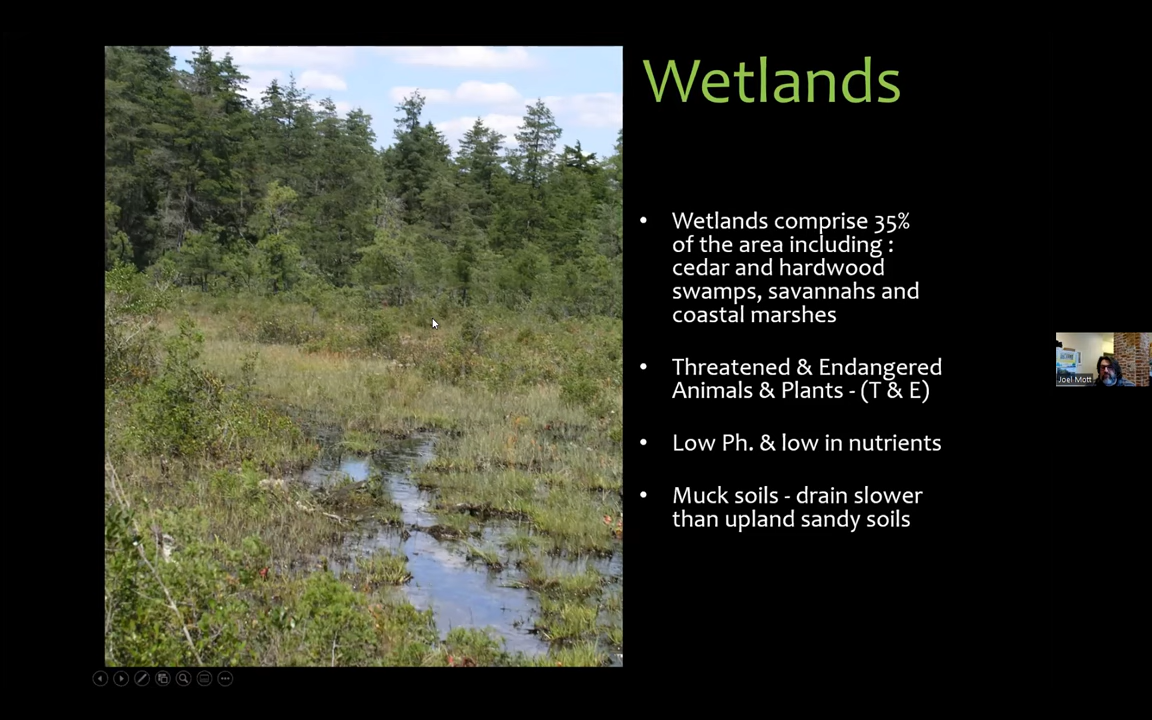 Wetlands
• Wetlands comprise 35%
of the area including :
cedar and hardwood
swamps, savannahs and
coastal marshes
• Threatened & Endangered
Animals & Plants - (T & E)
• Low Ph. & low in nutrients
• Muck soils - drain slower
than upland sandy soils
Joel Mott